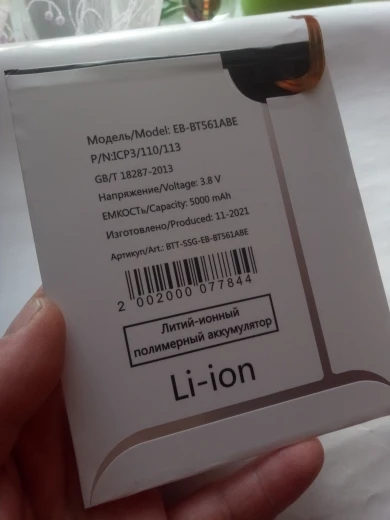 Модель/Model: EB-BT561ABE
P/N:ICP3/110/113
GB/T 18287-2013
Напряжение/Voltage: 3.8 V
ЕМКОСТЬ/Capacity: 5000 mAh
Изготовлено/Produced: 11-2021
Артикул/Art.: BTT-SSG-EB-BT561ABE
2 002000 077844
Литий-ионный
полимерный аккумулятор
Li-ion